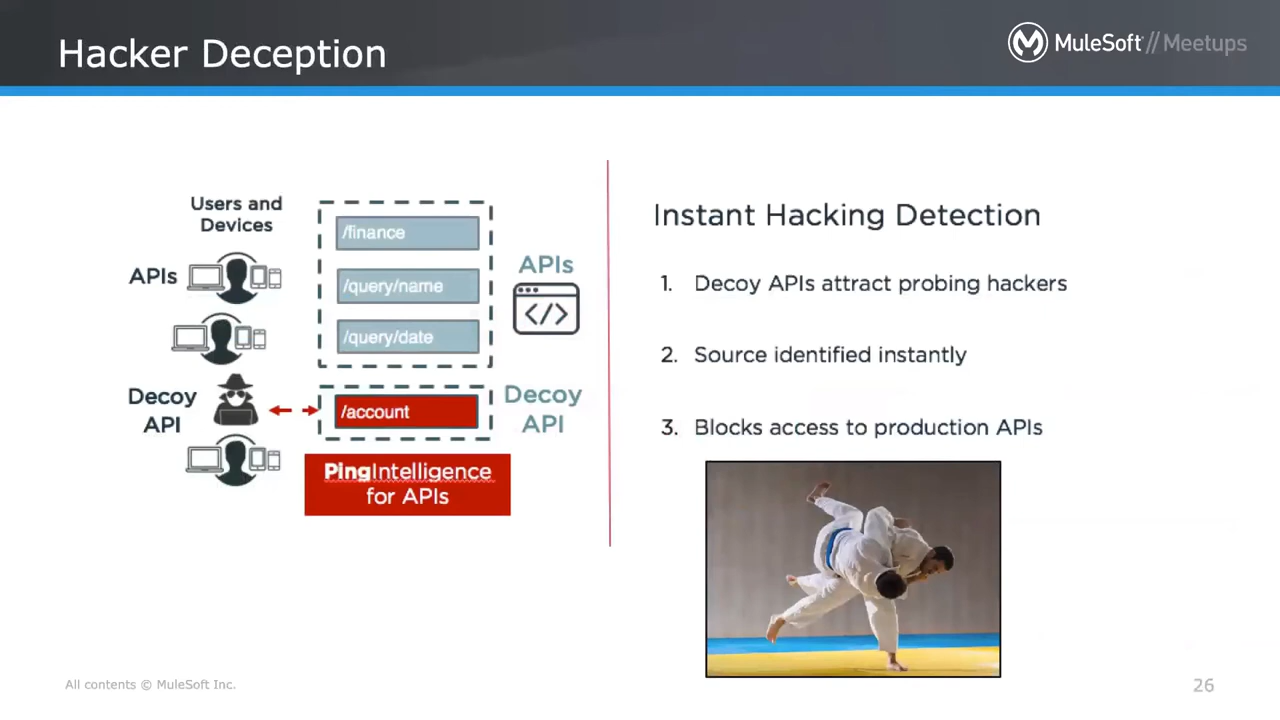 Hacker Deception
MuleSoft // Meetups
Users and
Devices
APIs
/finance
/query/name
/query/date
APIs
Decoy
API
/account
Decoy
API
PingIntelligence
for APIs
Instant Hacking Detection
1. Decoy APIs attract probing hackers
2. Source identified instantly
3. Blocks access to production APIs
All contents © MuleSoft Inc.
26